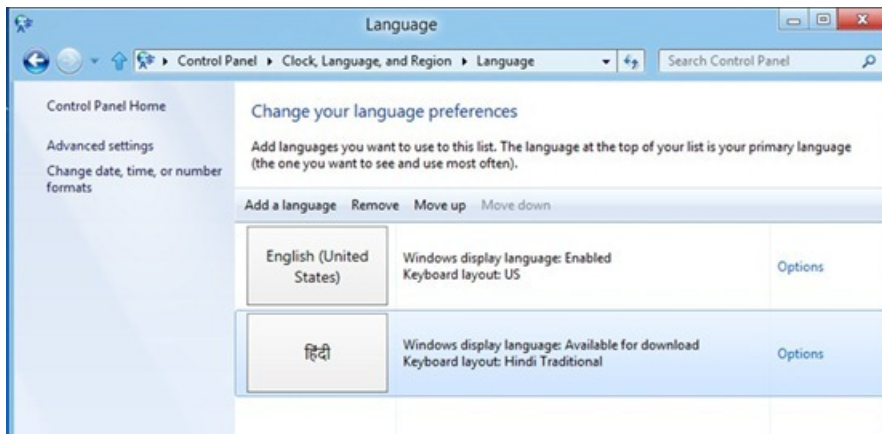 Language
Control Panel ▸ Clock, Language, and Region ▸ Language
Search Control Panel
Control Panel Home
Advanced settings
Change date, time, or number
formats
Change your language preferences
Add languages you want to use to this list. The language at the top of your list is your primary language
(the one you want to see and use most often).
Add a language Remove Move up Move down
English (United
States)
Windows display language: Enabled
Keyboard layout: US
Options
हिंदी
Windows display language: Available for download
Keyboard layout: Hindi Traditional
Options